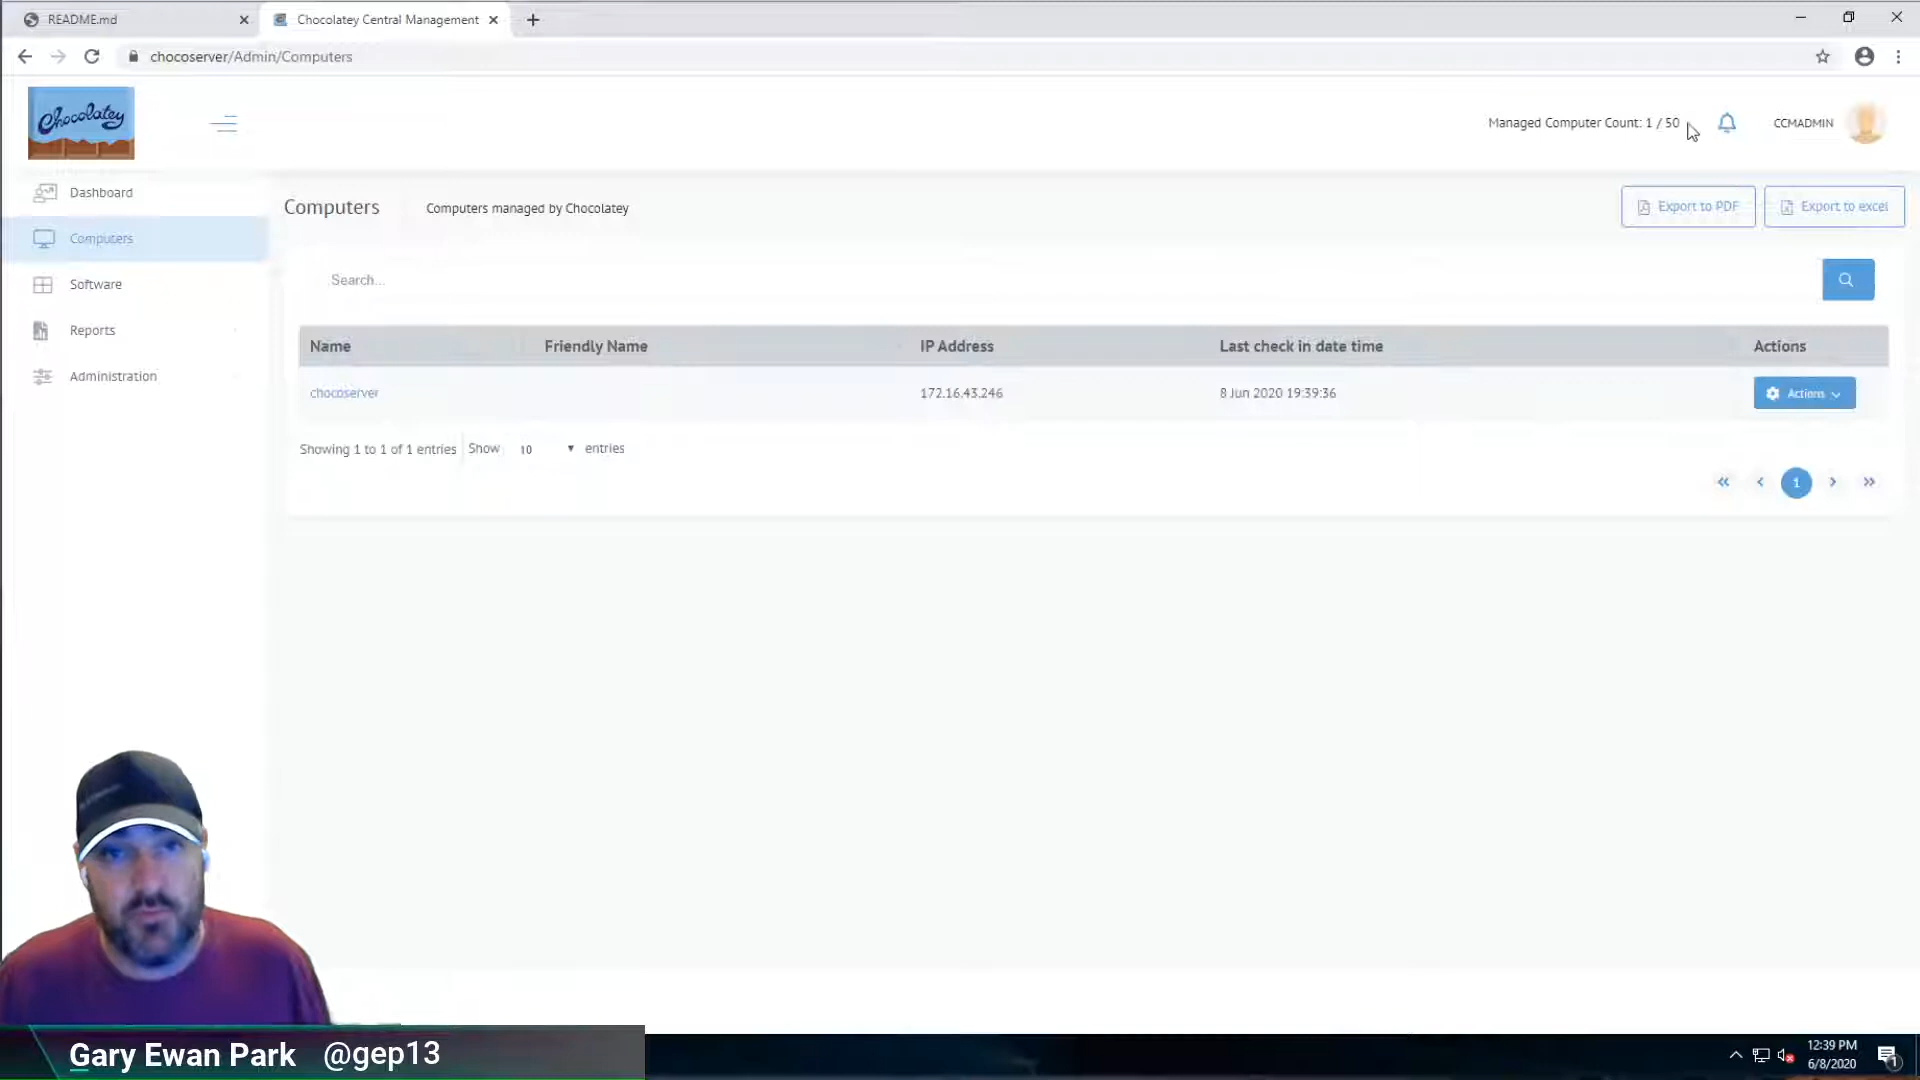 README.md
Chocolatey Central Management
chocoserver/Admin/Computers
Chocolatey
Managed Computer Count: 1 / 50
CCMADMIN
Dashboard
Computers
Software
Reports
Administration
Computers
Computers managed by Chocolatey
Export to PDF
Export to excel
Search...
Name Friendly Name IP Address Last check in date time Actions
chocoserver 172.16.43.246 8 Jun 2020 19:39:36 Actions
Showing 1 to 1 of 1 entries Show 10 entries
1
Gary Ewan Park @gep13
12:39 PM
6/8/2020
1